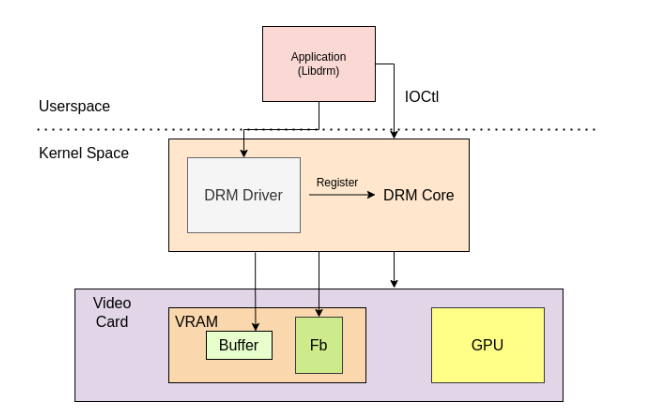 Application
(Libdrm)
IOCtl
Userspace
Kernel Space
DRM Driver
Register
DRM Core
Video
Card
VRAM
Buffer
Fb
GPU